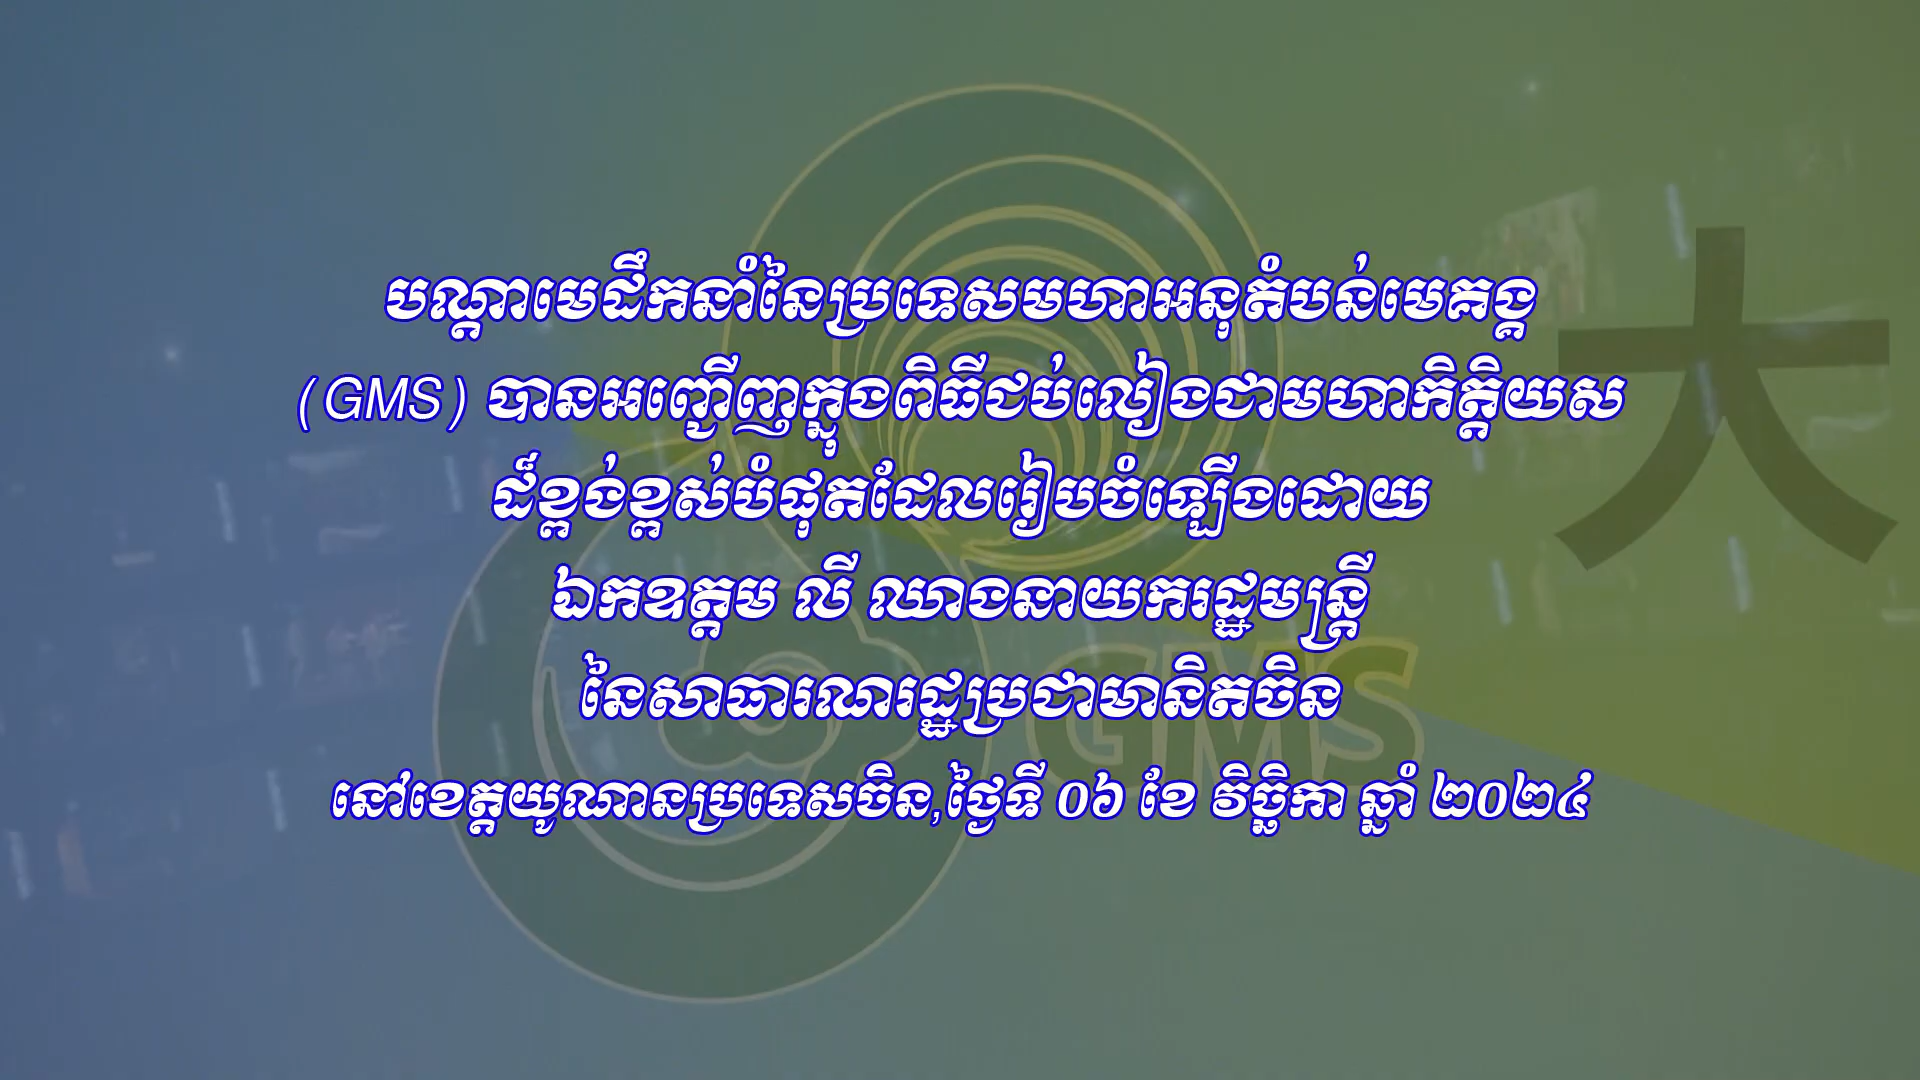 បណ្តាមេដឹកនាំនៃប្រទេសមហាអនុតំបន់មេគង្គ
(GMS) បានអញ្ជើញក្នុងពិធីជប់លៀងជាមហាកិត្តិយស
ដ៏ខ្ពង់ខ្ពស់បំផុតដែលរៀបចំឡើងដោយ
ឯកឧត្តម លី ឈាងនាយករដ្ឋមន្ត្រី
នៃសាធារណរដ្ឋប្រជាមានិតចិន
នៅខេត្តយូណានប្រទេសចិន,ថ្ងៃទី ០៦ ខែ វិច្ឆិកា ឆ្នាំ ២០២៤
大
GMS